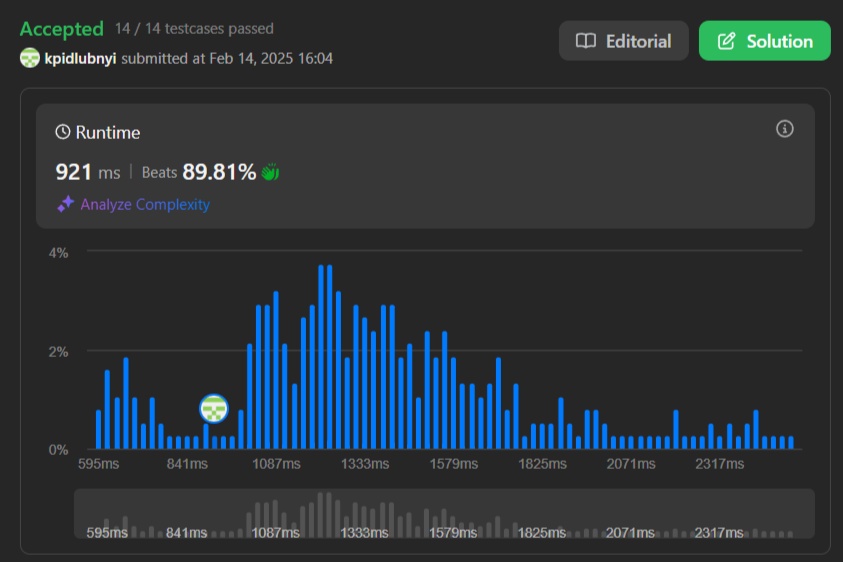 Accepted 14 / 14 testcases passed
Editorial
Solution
kpidlubnyi submitted at Feb 14, 2025 16:04
Runtime
921 ms | Beats 89.81%
Analyze Complexity
4%
2%
0%
595ms 841ms 1087ms 1333ms 1579ms 1825ms 2071ms 2317ms
595ms 841ms 1087ms 1333ms 1579ms 1825ms 2071ms 2317ms